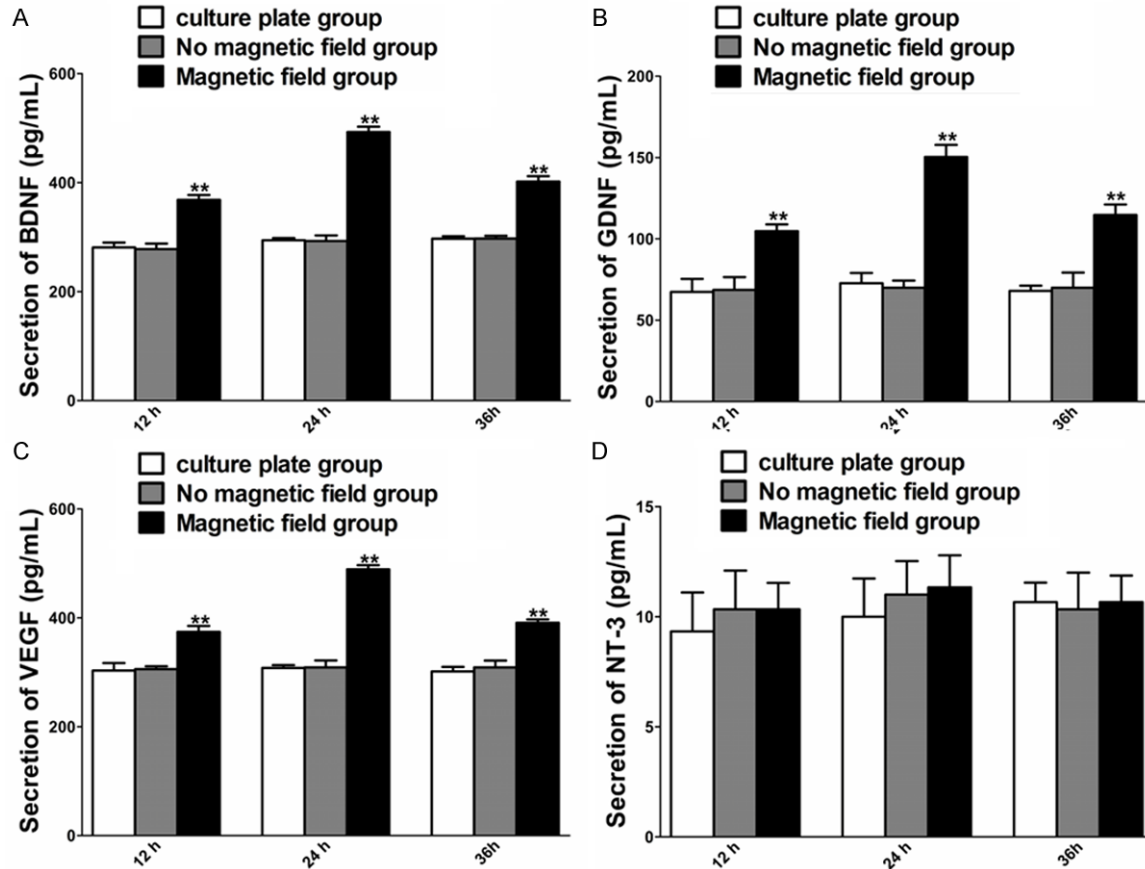 A
culture plate group
No magnetic field group
Magnetic field group
Secretion of BDNF (pg/mL)
600
400
200
0
**
**
**
12 h
24 h
36h
B
culture plate group
No magnetic field group
Magnetic field group
Secretion of GDNF (pg/mL)
200
150
100
50
0
**
**
**
12 h
24 h
36h
C
culture plate group
No magnetic field group
Magnetic field group
Secretion of VEGF (pg/mL)
600
400
200
0
**
**
**
12 h
24 h
36h
D
culture plate group
No magnetic field group
Magnetic field group
Secretion of NT-3 (pg/mL)
15
10
5
0
12 h
24 h
36h